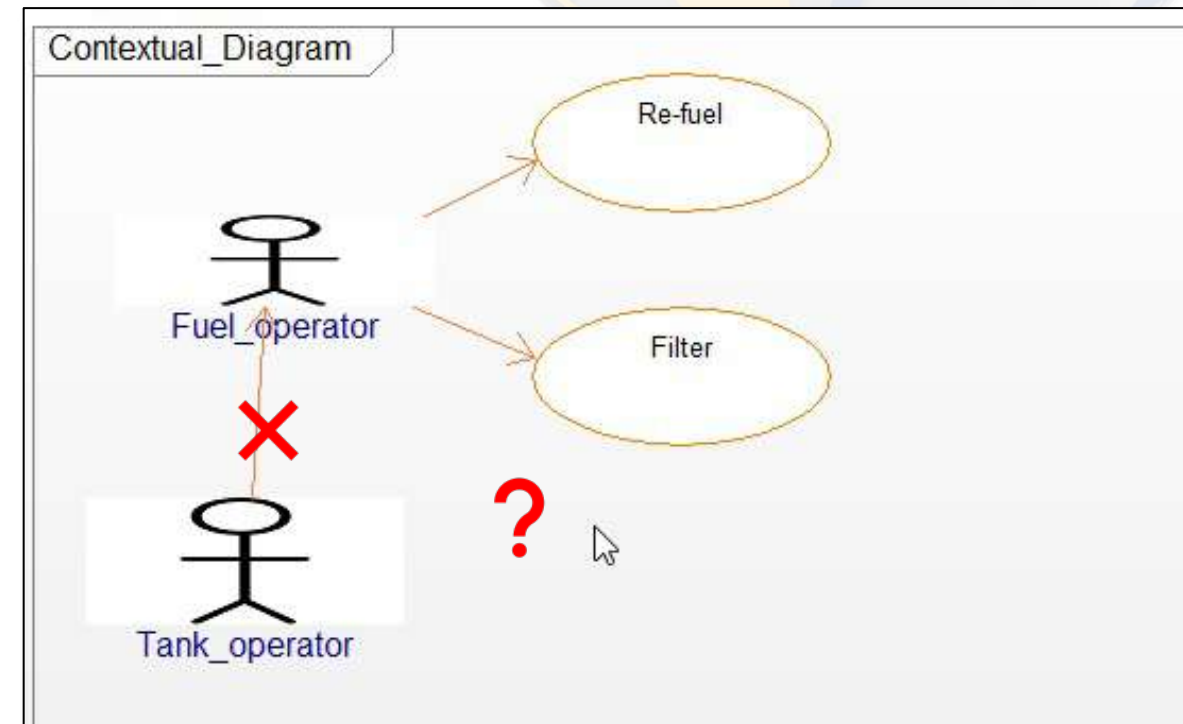 Contextual_Diagram
Re-fuel
Fuel_operator
Filter
?
Tank_operator